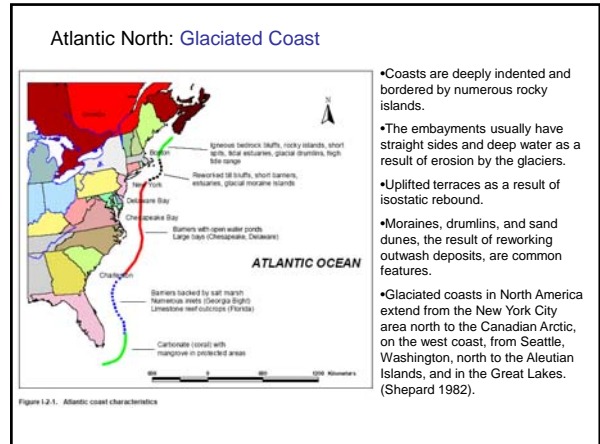 Atlantic North: Glaciated Coast
•Coasts are deeply indented and
bordered by numerous rocky
islands.
•The embayments usually have
straight sides and deep water as a
result of erosion by the glaciers.
•Uplifted terraces as a result of
isostatic rebound.
•Moraines, drumlins, and sand
dunes, the result of reworking
outwash deposits, are common
features.
•Glaciated coasts in North America
extend from the New York City
area north to the Canadian Arctic,
on the west coast, from Seattle,
Washington, north to the Aleutian
Islands, and in the Great Lakes.
(Shepard 1982).
N
Boston
Igneous bedrock bluffs, rocky islands, short
spits, tidal estuaries, glacial drumlins, high
tide range
New York
Reworked till bluffs, short barriers,
estuaries, glacial moraine islands
Delaware Bay
Chesapeake Bay
Barriers with open water ponds
Large bays (Chesapeake, Delaware)
ATLANTIC OCEAN
Charleston
Barriers backed by salt marsh
Numerous inlets (Georgia Bight)
Limestone reef outcrops (Florida)
Carbonate (coral) with
mangrove in protected areas
600 0 600 1200 Kilometers
Figure I-2-1. Atlantic coast characteristics